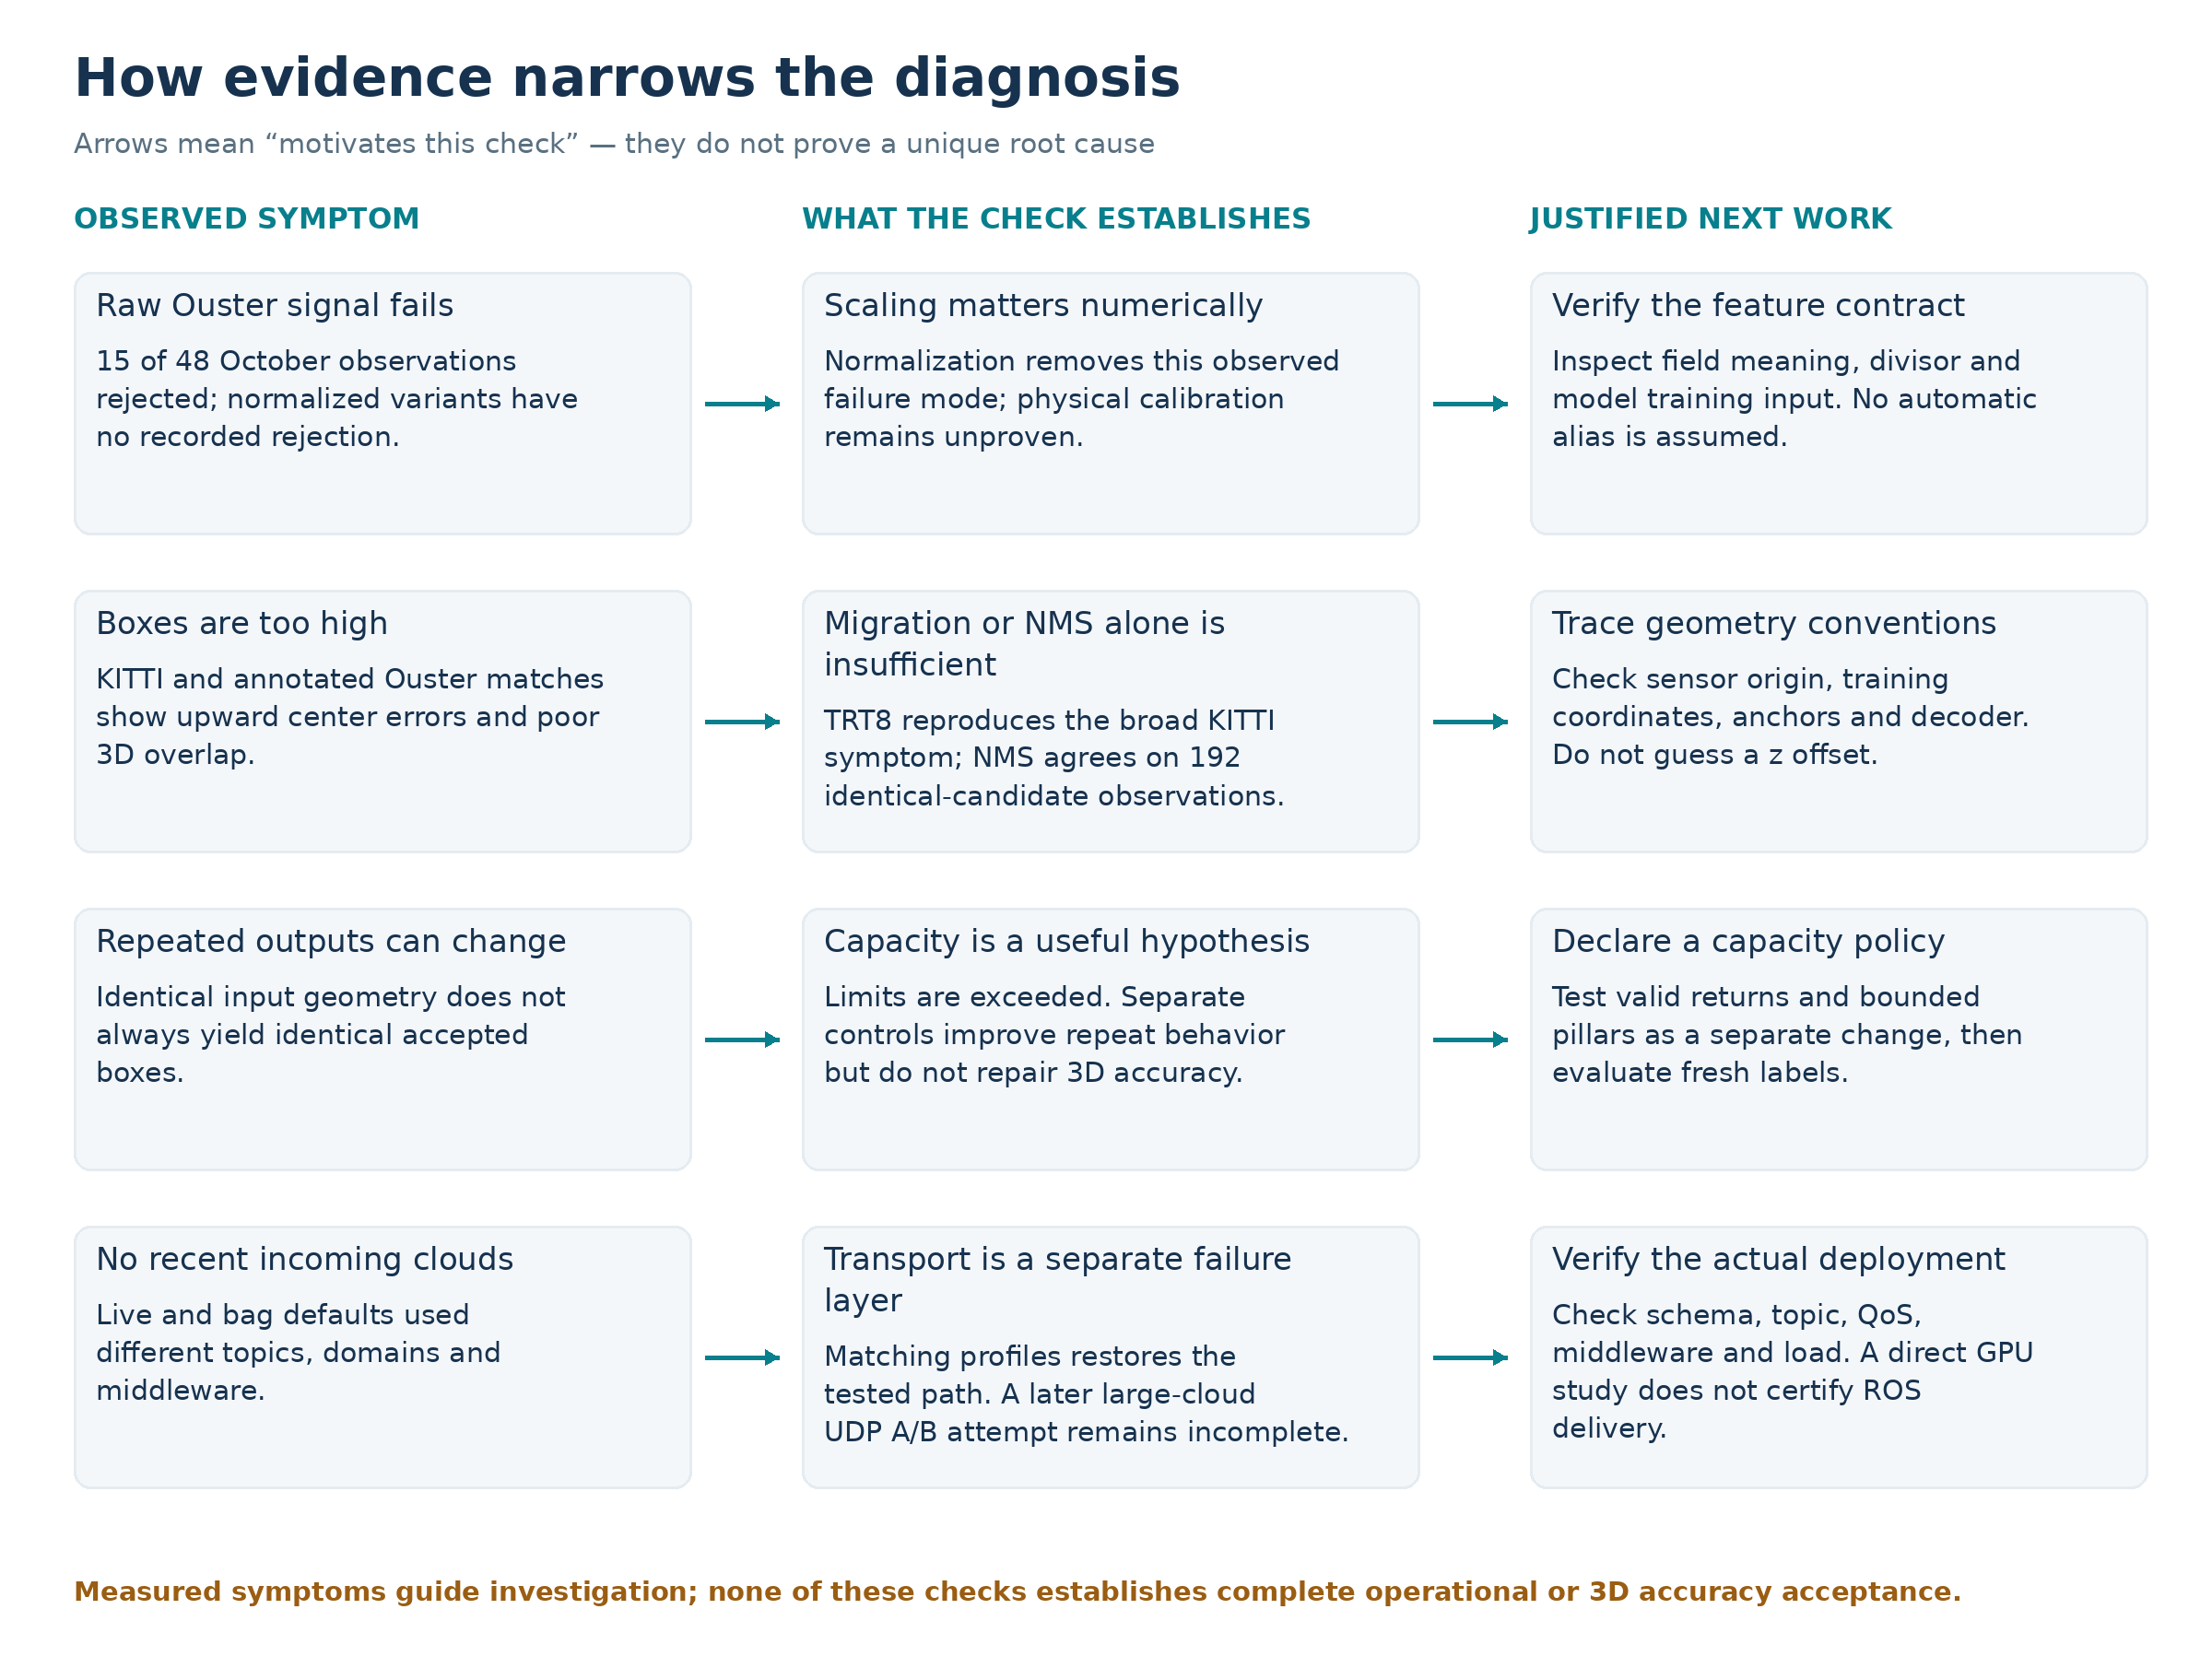 How evidence narrows the diagnosis
Arrows mean “motivates this check” — they do not prove a unique root cause
OBSERVED SYMPTOM
WHAT THE CHECK ESTABLISHES
JUSTIFIED NEXT WORK
Raw Ouster signal fails
15 of 48 October observations
rejected; normalized variants have
no recorded rejection.
Scaling matters numerically
Normalization removes this observed
failure mode; physical calibration
remains unproven.
Verify the feature contract
Inspect field meaning, divisor and
model training input. No automatic
alias is assumed.
Boxes are too high
KITTI and annotated Ouster matches
show upward center errors and poor
3D overlap.
Migration or NMS alone is
insufficient
TRT8 reproduces the broad KITTI
symptom; NMS agrees on 192
identical-candidate observations.
Trace geometry conventions
Check sensor origin, training
coordinates, anchors and decoder.
Do not guess a z offset.
Repeated outputs can change
Identical input geometry does not
always yield identical accepted
boxes.
Capacity is a useful hypothesis
Limits are exceeded. Separate
controls improve repeat behavior
but do not repair 3D accuracy.
Declare a capacity policy
Test valid returns and bounded
pillars as a separate change, then
evaluate fresh labels.
No recent incoming clouds
Live and bag defaults used
different topics, domains and
middleware.
Transport is a separate failure
layer
Matching profiles restores the
tested path. A later large-cloud
UDP A/B attempt remains incomplete.
Verify the actual deployment
Check schema, topic, QoS,
middleware and load. A direct GPU
study does not certify ROS
delivery.
Measured symptoms guide investigation; none of these checks establishes complete operational or 3D accuracy acceptance.